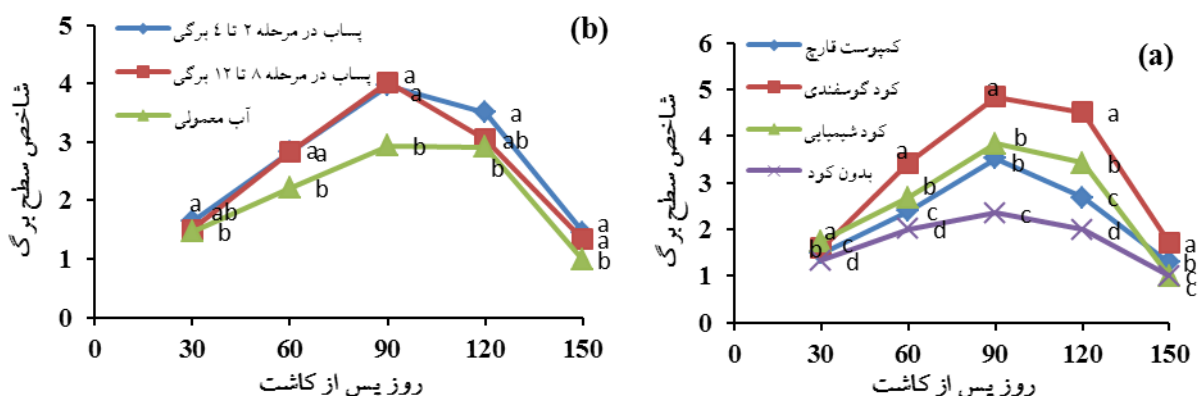 (b)
پساب در مرحله ۲ تا ٤ برگی
پساب در مرحله ۸ تا ۱۲ برگی
آب معمولی
شاخص سطح برگ
5
4
3
2
1
0
a
ab
b
a
a
b
a
a
b
a
ab
b
a
a
b
0 30 60 90 120 150
روز پس از کاشت
(a)
کمپوست قارچ
کود گوسفندی
کود شیمیایی
بدون کود
شاخص سطح برگ
6
5
4
3
2
1
0
a
b
c
d
a
b
c
d
a
b
b
c
a
b
c
d
a
b
c
c
0 30 60 90 120 150
روز پس از کاشت